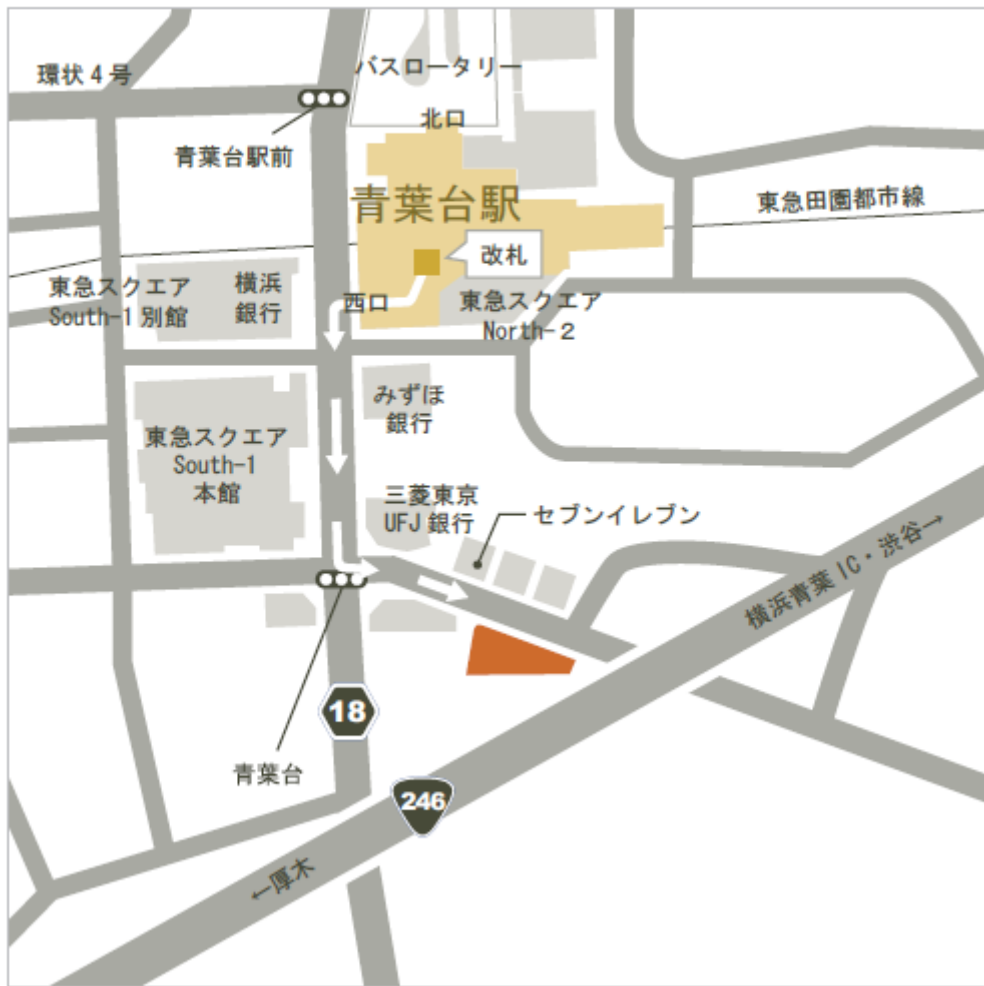 環状４号
バスロータリー
北口
青葉台駅前
青葉台駅
東急田園都市線
改札
東急スクエア
South-1 別館
横浜
銀行
西口
東急スクエア
North-２
みずほ
銀行
東急スクエア
South-1
本館
三菱東京
UFJ 銀行
セブンイレブン
横浜青葉 IC・渋谷→
18
青葉台
246
←厚木